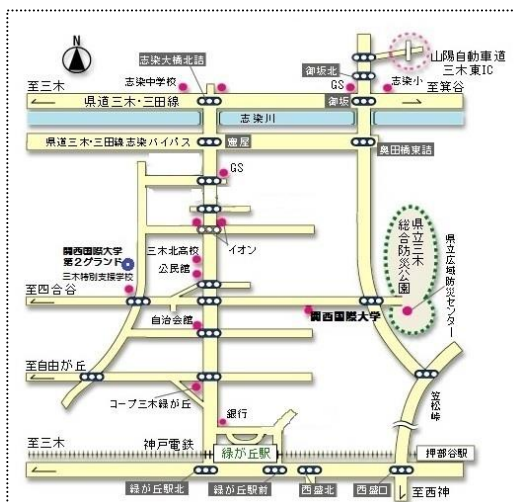 N
志染大橋北詰
山陽自動車道
三木東IC
御坂北
至三木
志染中学校
GS
志染小
至箕谷
県道三木・三田線
御坂
志染川
県道三木・三田線 志染バイパス
窟屋
奥田橋東詰
GS
イオン
三木北高校
公民館
関西国際大学
第2グランド
三木特別支援学校
県立三木
総合防災公園
県立広域防災センター
至四合谷
関西国際大学
自治会館
至自由が丘
笠松峠
コープ三木緑が丘
銀行
至三木
神戸電鉄
緑が丘駅
押部谷駅
緑が丘駅北
緑が丘駅前
西盛北
西盛口
至西神